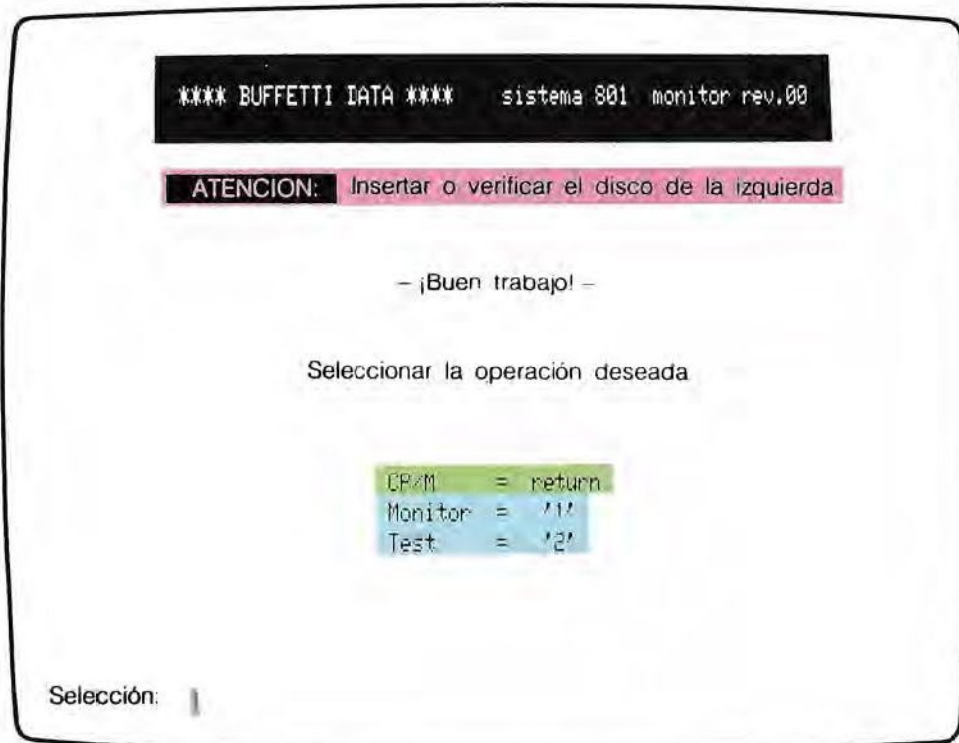 **** BUFFETTI DATA **** sistema 801 monitor rev.00
ATENCION: Insertar o verificar el disco de la izquierda
– ¡Buen trabajo! –
Seleccionar la operación deseada
CP/M = return
Monitor = '1'
Test = '2'
Selección: